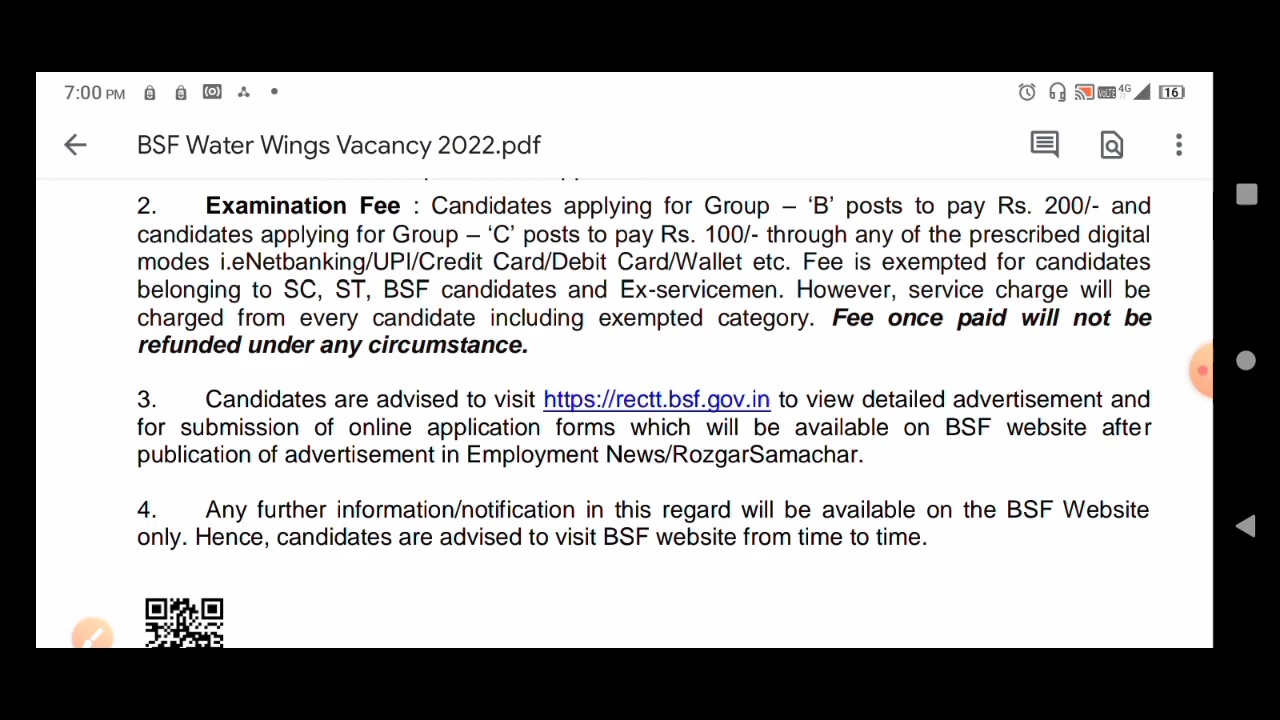 7:00 PM
4G
VoLTE
16
BSF Water Wings Vacancy 2022.pdf
2. Examination Fee : Candidates applying for Group – ‘B’ posts to pay Rs. 200/- and
candidates applying for Group – ‘C’ posts to pay Rs. 100/- through any of the prescribed digital
modes i.eNetbanking/UPI/Credit Card/Debit Card/Wallet etc. Fee is exempted for candidates
belonging to SC, ST, BSF candidates and Ex-servicemen. However, service charge will be
charged from every candidate including exempted category. Fee once paid will not be
refunded under any circumstance.
3. Candidates are advised to visit https://rectt.bsf.gov.in to view detailed advertisement and
for submission of online application forms which will be available on BSF website after
publication of advertisement in Employment News/RozgarSamachar.
4. Any further information/notification in this regard will be available on the BSF Website
only. Hence, candidates are advised to visit BSF website from time to time.